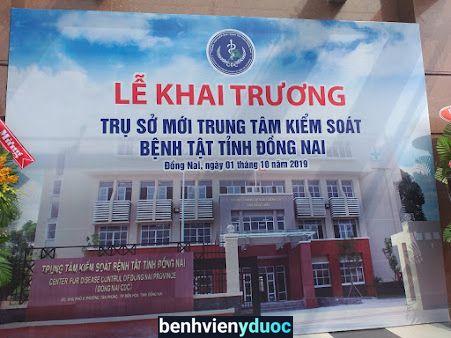 CDC
LỄ KHAI TRƯƠNG
TRỤ SỞ MỚI TRUNG TÂM KIỂM SOÁT
BỆNH TẬT TỈNH ĐỒNG NAI
Đồng Nai, ngày 01 tháng 10 năm 2019
TRUNG TÂM KIỂM SOÁT BỆNH TẬT TỈNH ĐỒNG NAI
CENTER FOR DISEASE CONTROL OF DONG NAI PROVINCE
(DONG NAI CDC)
benhvienyduoc